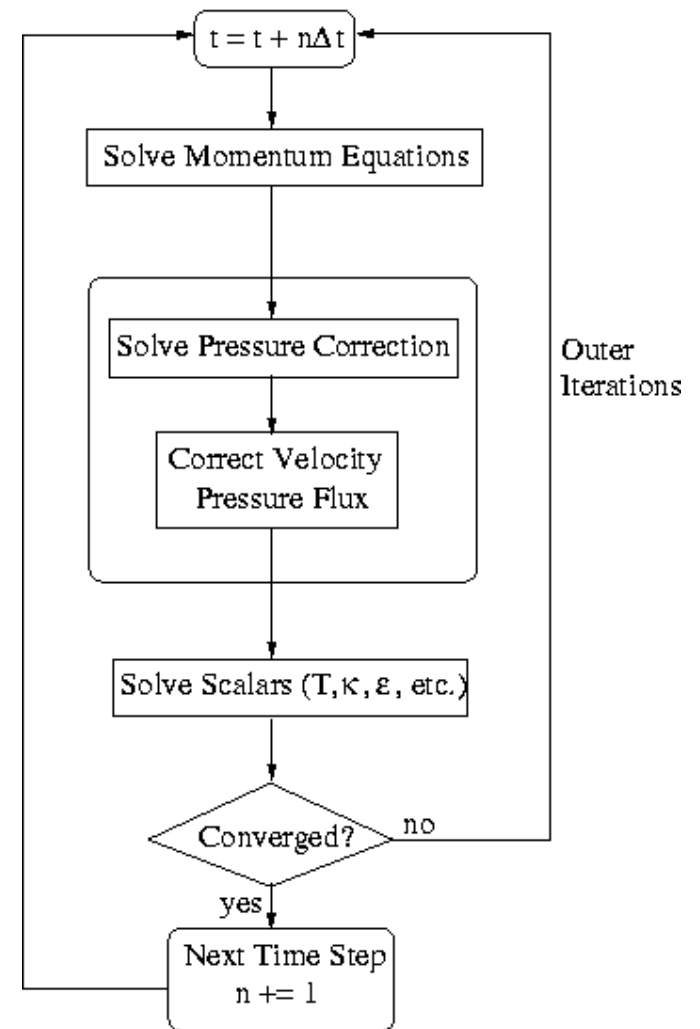 t = t + nΔt
Solve Momentum Equations
Solve Pressure Correction
Outer
Iterations
Correct Velocity
Pressure Flux
Solve Scalars (T,κ,ε, etc.)
Converged?
no
yes
Next Time Step
n += 1